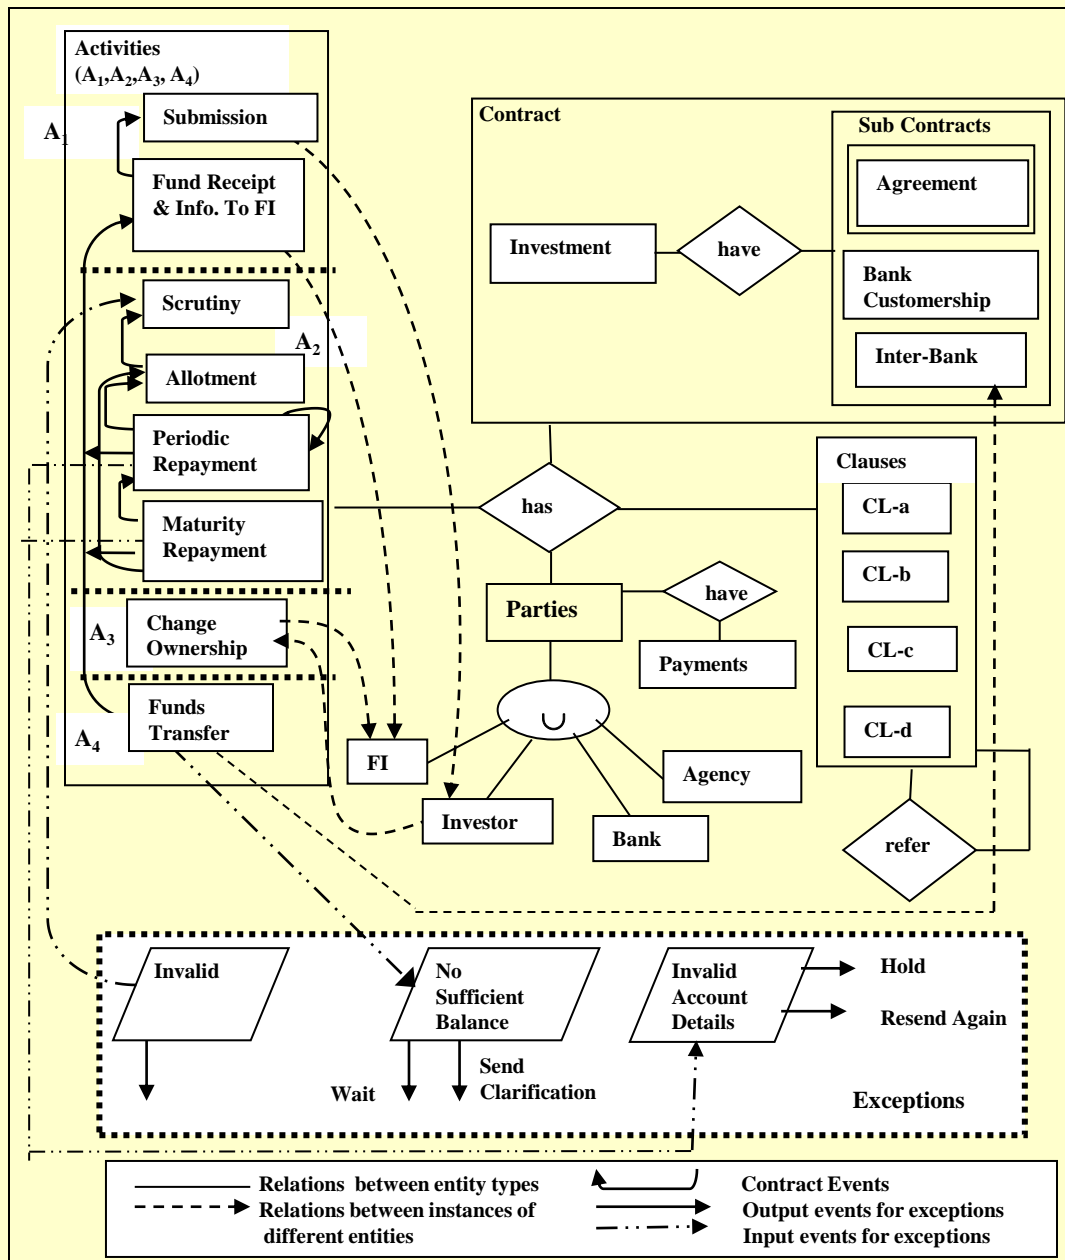 Activities
(A1,A2,A3, A4)
A1
Submission
Fund Receipt
& Info. To FI
Scrutiny
A2
Allotment
Periodic
Repayment
Maturity
Repayment
A3
Change
Ownership
A4
Funds
Transfer
Contract
Sub Contracts
Agreement
Investment
have
Bank
Customership
Inter-Bank
has
Clauses
CL-a
CL-b
CL-c
CL-d
refer
Parties
have
Payments
∪
FI
Investor
Bank
Agency
Invalid
No
Sufficient
Balance
Invalid
Account
Details
Hold
Resend Again
Wait
Send
Clarification
Exceptions
Relations between entity types
Relations between instances of
different entities
Contract Events
Output events for exceptions
Input events for exceptions